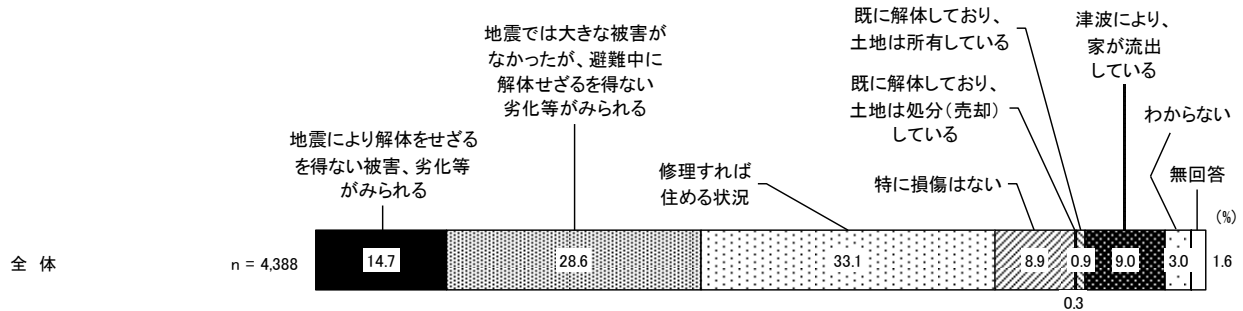 地震により解体をせざる
を得ない被害、劣化等
がみられる
地震では大きな被害が
なかったが、避難中に
解体せざるを得ない
劣化等がみられる
修理すれば
住める状況
特に損傷はない
既に解体しており、
土地は処分(売却)
している
既に解体しており、
土地は所有している
津波により、
家が流出
している
わからない
無回答
(%)
全 体
n = 4,388
14.7
28.6
33.1
8.9
0.3
0.9
9.0
3.0
1.6